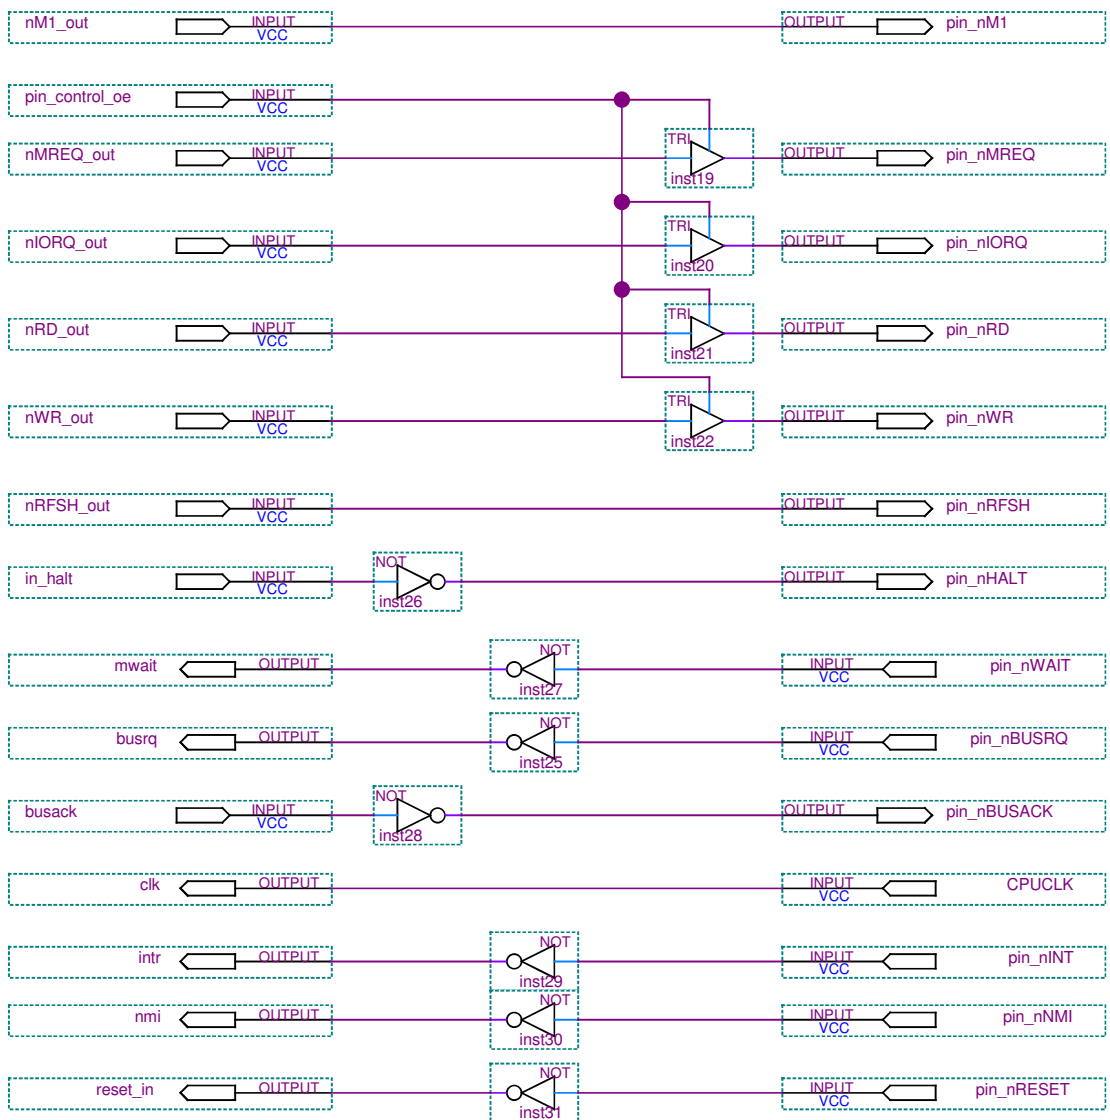 nM1_out INPUT VCC OUTPUT pin_nM1
pin_control_oe INPUT VCC
nMREQ_out INPUT VCC TRI inst19 OUTPUT pin_nMREQ
nIORQ_out INPUT VCC TRI inst20 OUTPUT pin_nIORQ
nRD_out INPUT VCC TRI inst21 OUTPUT pin_nRD
nWR_out INPUT VCC TRI inst22 OUTPUT pin_nWR
nRFSH_out INPUT VCC OUTPUT pin_nRFSH
in_halt INPUT VCC NOT inst26 OUTPUT pin_nHALT
mwait OUTPUT NOT inst27 INPUT VCC pin_nWAIT
busrq OUTPUT NOT inst25 INPUT VCC pin_nBUSRQ
busack INPUT VCC NOT inst28 OUTPUT pin_nBUSACK
clk OUTPUT INPUT VCC CPUCLK
intr OUTPUT NOT inst29 INPUT VCC pin_nINT
nmi OUTPUT NOT inst30 INPUT VCC pin_nNMI
reset_in OUTPUT NOT inst31 INPUT VCC pin_nRESET